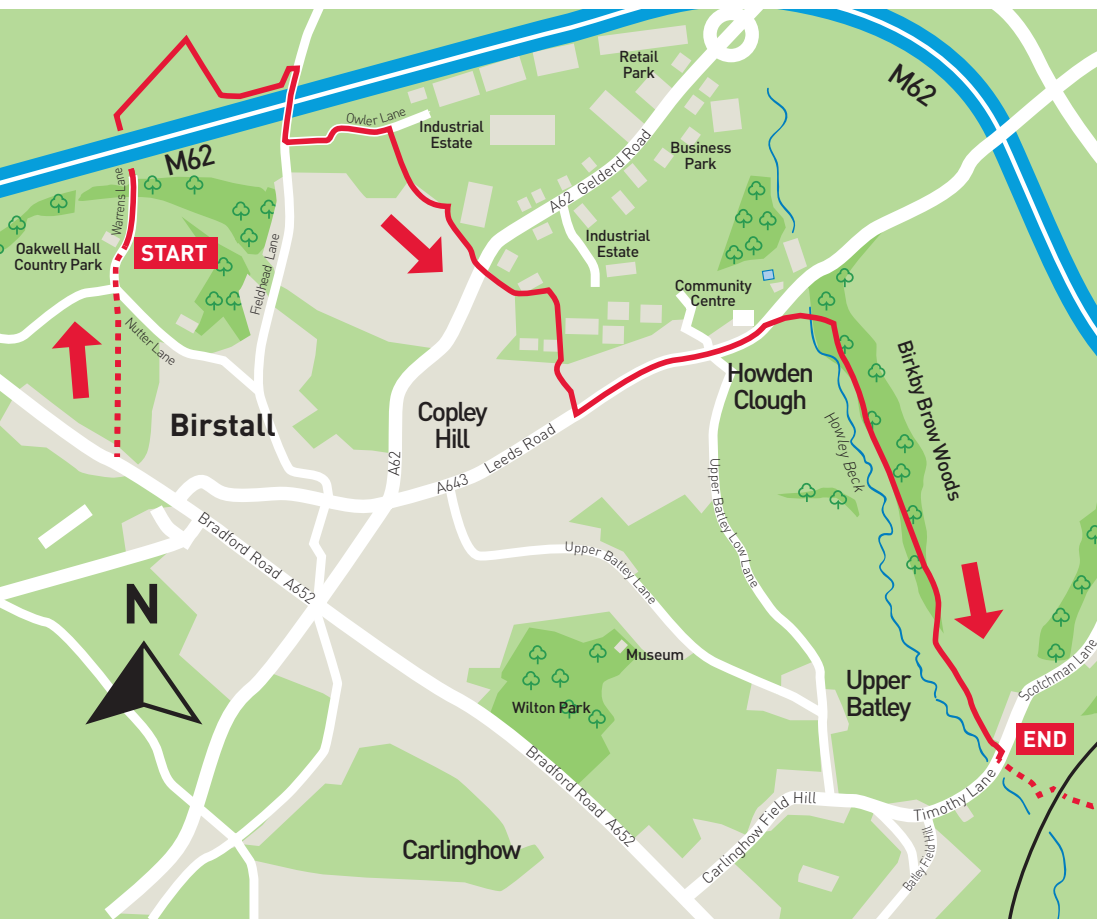 Retail
Park
M62
Owler Lane
Industrial
Estate
A62 Gelderd Road
Business
Park
M62
Warrens Lane
START
Oakwell Hall
Country Park
Fieldhead Lane
Industrial
Estate
Community
Centre
Nutter Lane
Birstall
Copley
Hill
Howden
Clough
Birkby Brow Woods
Howley Beck
A62
A643 Leeds Road
Upper Batley Low Lane
Bradford Road A652
Upper Batley Lane
N
Museum
Wilton Park
Upper
Batley
Scotchman Lane
END
Bradford Road A652
Timothy Lane
Carlinghow Field Hill
Batley Field Hill
Carlinghow